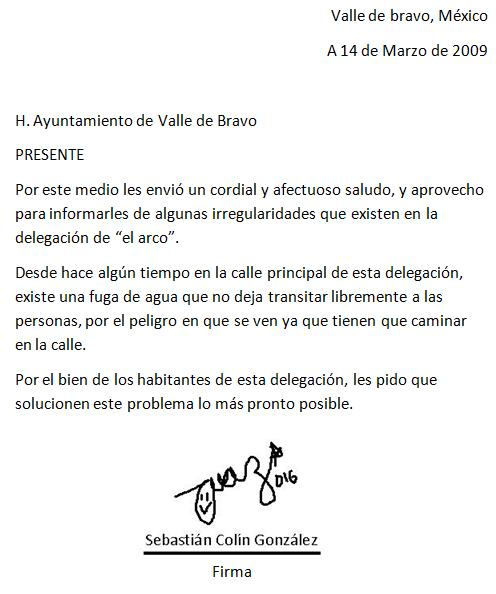 Valle de bravo, México
A 14 de Marzo de 2009
H. Ayuntamiento de Valle de Bravo
PRESENTE
Por este medio les envió un cordial y afectuoso saludo, y aprovecho
para informarles de algunas irregularidades que existen en la
delegación de “el arco”.
Desde hace algún tiempo en la calle principal de esta delegación,
existe una fuga de agua que no deja transitar libremente a las
personas, por el peligro en que se ven ya que tienen que caminar
en la calle.
Por el bien de los habitantes de esta delegación, les pido que
solucionen este problema lo más pronto posible.
Sebastián Colín González
Firma